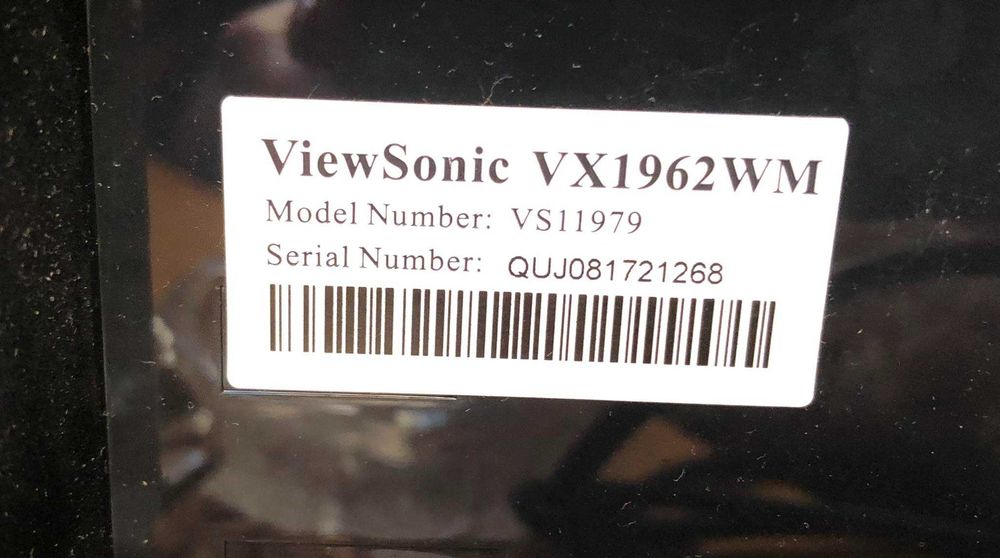 ViewSonic VX1962WM
Model Number: VS11979
Serial Number: QUJ081721268